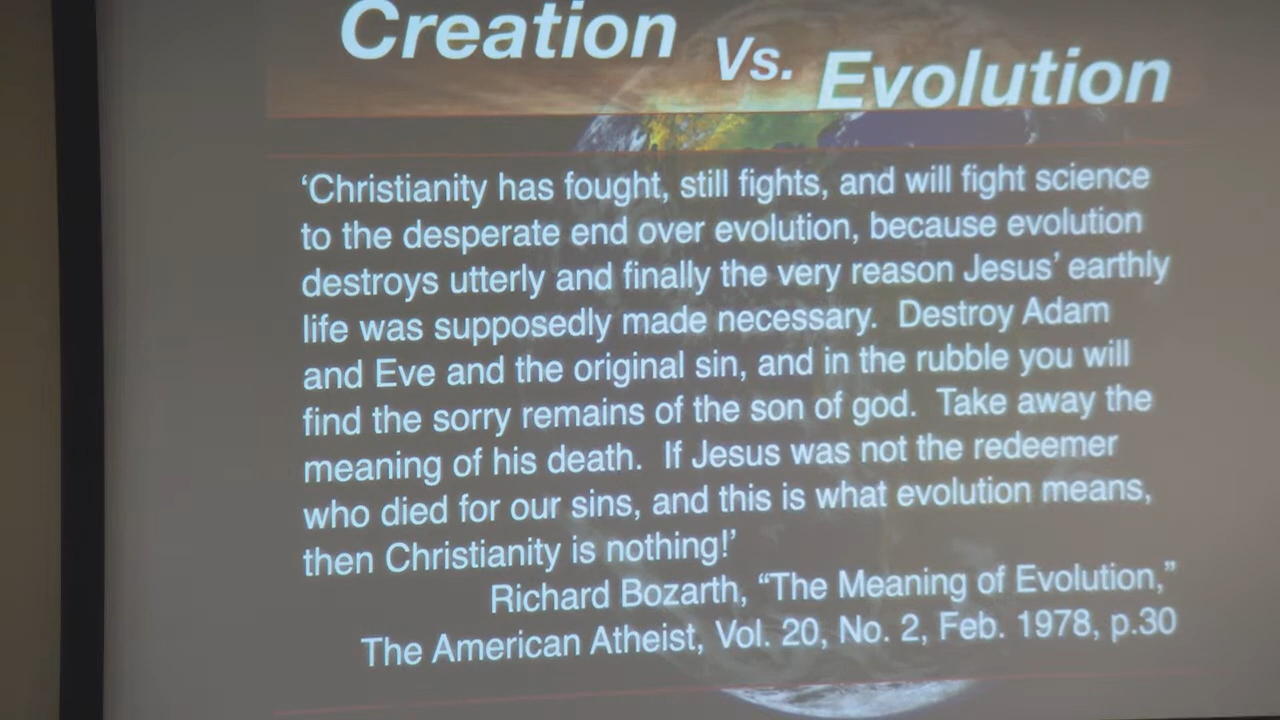 Creation Vs. Evolution
‘Christianity has fought, still fights, and will fight science
to the desperate end over evolution, because evolution
destroys utterly and finally the very reason Jesus’ earthly
life was supposedly made necessary.  Destroy Adam
and Eve and the original sin, and in the rubble you will
find the sorry remains of the son of god.  Take away the
meaning of his death.  If Jesus was not the redeemer
who died for our sins, and this is what evolution means,
then Christianity is nothing!’
Richard Bozarth, “The Meaning of Evolution,”
The American Atheist, Vol. 20, No. 2, Feb. 1978, p.30